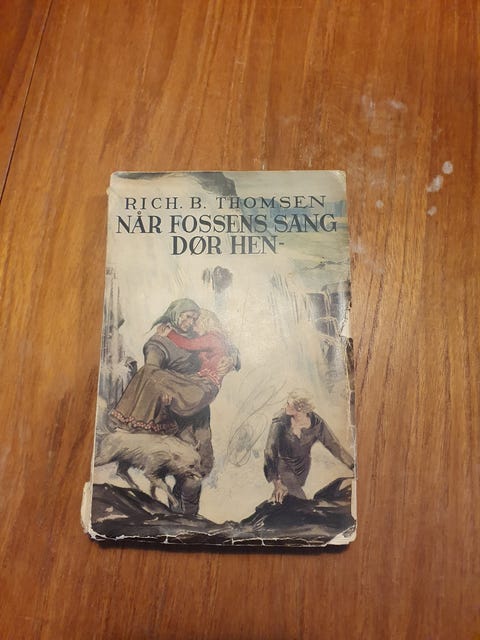 RICH. B. THOMSEN
NÅR FOSSENS SANG
DØR HEN-